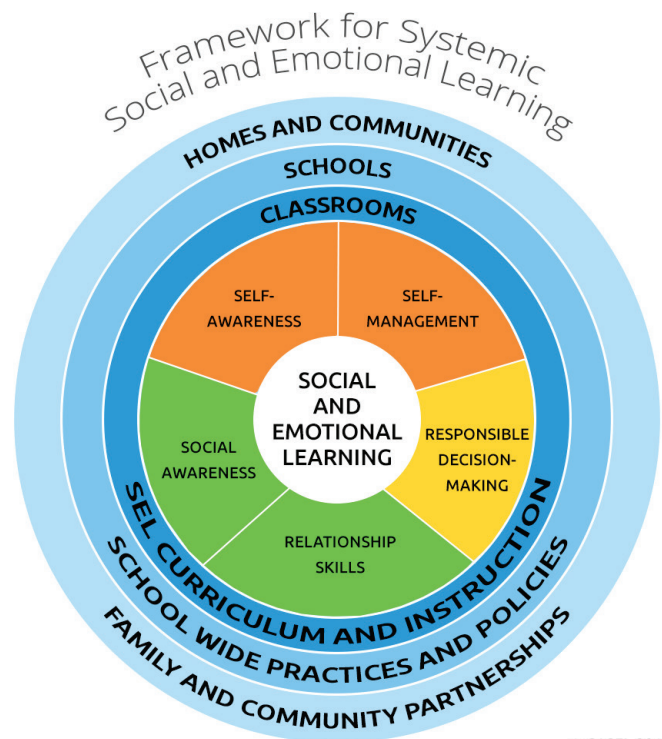 Framework for Systemic
Social and Emotional Learning
HOMES AND COMMUNITIES
SCHOOLS
CLASSROOMS
SELF-
AWARENESS
SELF-
MANAGEMENT
SOCIAL
AND
EMOTIONAL
LEARNING
SOCIAL
AWARENESS
RESPONSIBLE
DECISION-
MAKING
RELATIONSHIP
SKILLS
SEL CURRICULUM AND INSTRUCTION
SCHOOL WIDE PRACTICES AND POLICIES
FAMILY AND COMMUNITY PARTNERSHIPS